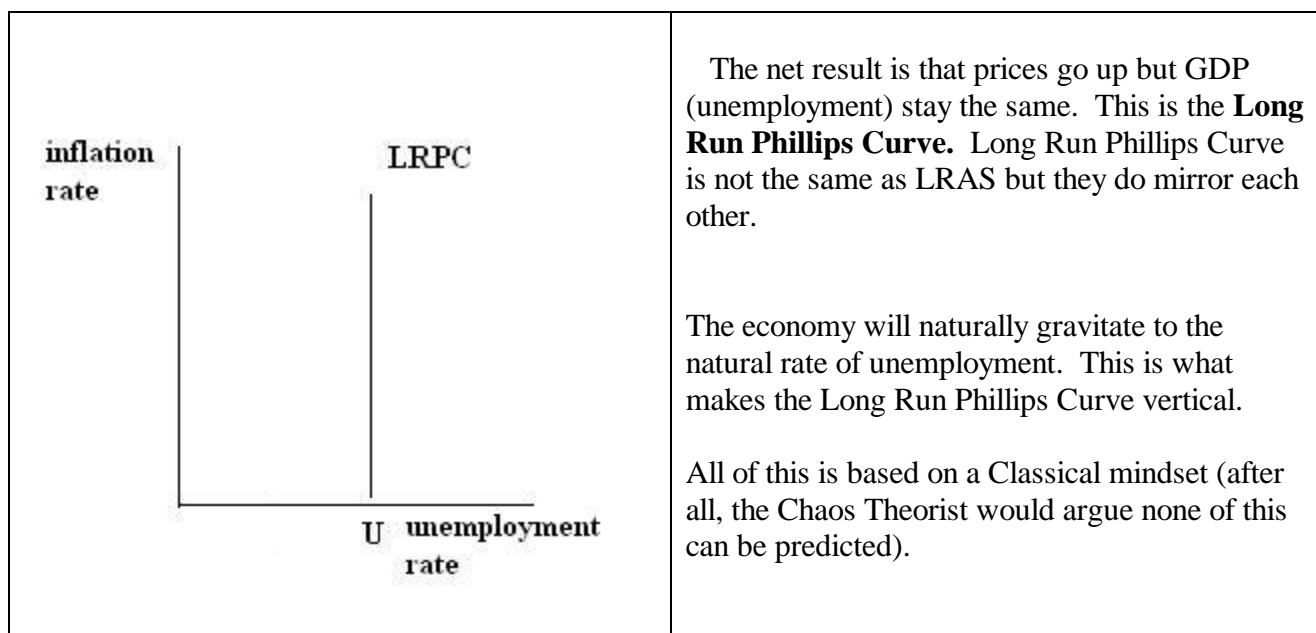 inflation
rate
LRPC
U unemployment
rate
The net result is that prices go up but GDP
(unemployment) stay the same.  This is the Long
Run Phillips Curve.  Long Run Phillips Curve
is not the same as LRAS but they do mirror each
other.
The economy will naturally gravitate to the
natural rate of unemployment.  This is what
makes the Long Run Phillips Curve vertical.
All of this is based on a Classical mindset (after
all, the Chaos Theorist would argue none of this
can be predicted).